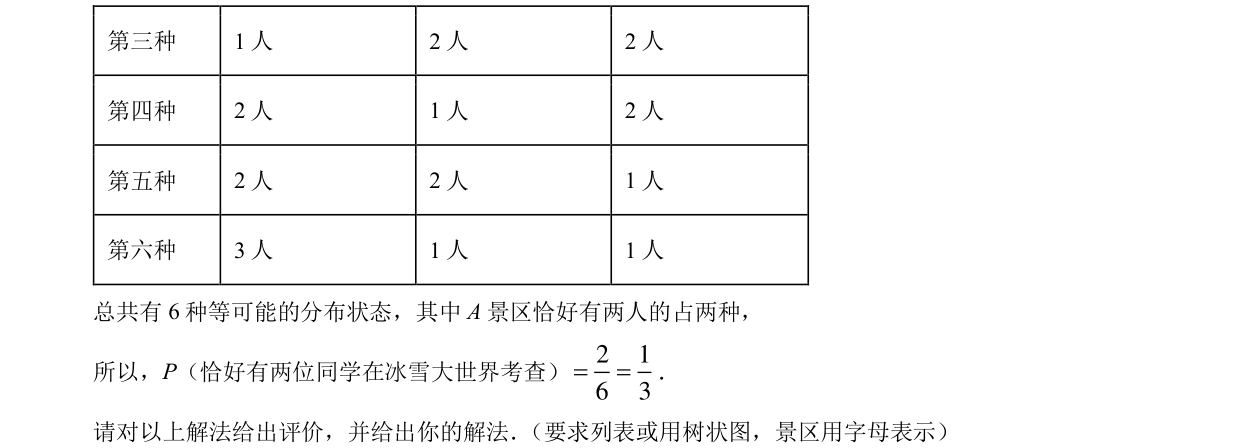 第三种 1人 2人 2人
第四种 2人 1人 2人
第五种 2人 2人 1人
第六种 3人 1人 1人
总共有6种等可能的分布状态，其中A景区恰好有两人的占两种，
所以，P（恰好有两位同学在冰雪大世界考查）=2/6=1/3．
请对以上解法给出评价，并给出你的解法．（要求列表或用树状图，景区用字母表示）